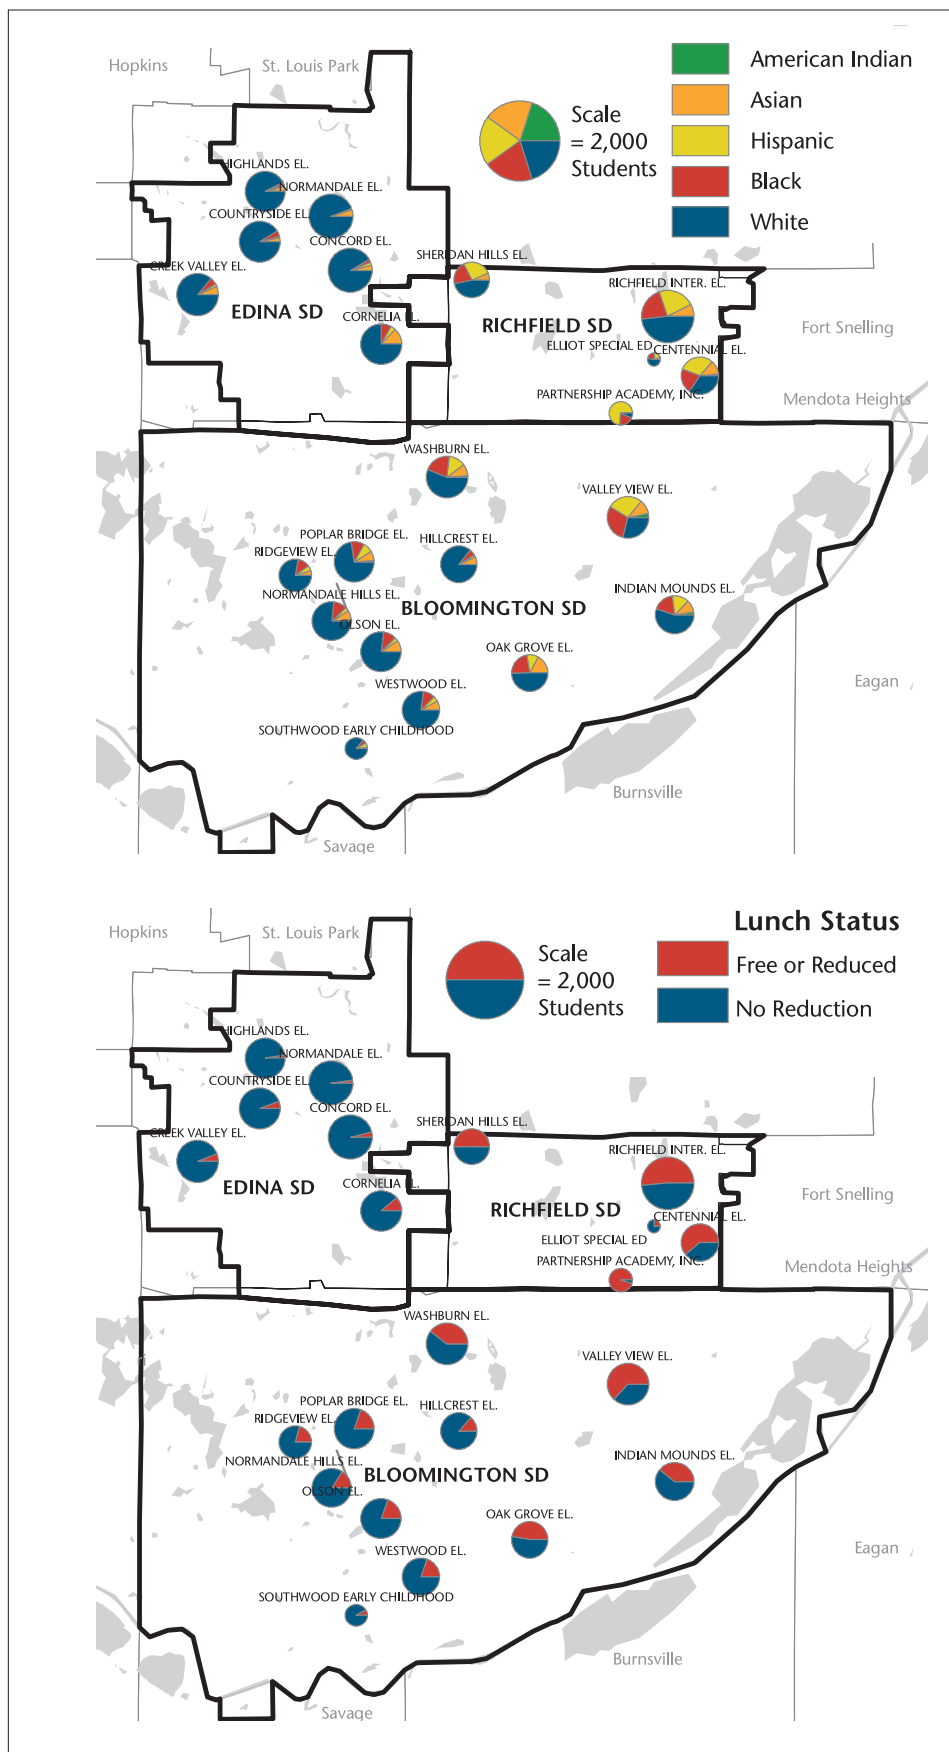 Hopkins
St. Louis Park
American Indian
Asian
Hispanic
Black
White
Scale
= 2,000
Students
HIGHLANDS EL.
NORMANDALE EL.
COUNTRYSIDE EL.
CONCORD EL.
CREEK VALLEY EL.
EDINA SD
CORNELIA EL.
SHERIDAN HILLS EL.
RICHFIELD INTER. EL.
RICHFIELD SD
ELLIOT SPECIAL ED
CENTENNIAL EL.
PARTNERSHIP ACADEMY, INC.
Fort Snelling
Mendota Heights
WASHBURN EL.
VALLEY VIEW EL.
POPLAR BRIDGE EL.
HILLCREST EL.
RIDGEVIEW EL.
NORMANDALE HILLS EL.
BLOOMINGTON SD
INDIAN MOUNDS EL.
OLSON EL.
OAK GROVE EL.
WESTWOOD EL.
SOUTHWOOD EARLY CHILDHOOD
Eagan
Burnsville
Savage
Hopkins
St. Louis Park
Lunch Status
Free or Reduced
No Reduction
Scale
= 2,000
Students
HIGHLANDS EL.
NORMANDALE EL.
COUNTRYSIDE EL.
CONCORD EL.
CREEK VALLEY EL.
EDINA SD
CORNELIA EL.
SHERIDAN HILLS EL.
RICHFIELD INTER. EL.
RICHFIELD SD
CENTENNIAL EL.
ELLIOT SPECIAL ED
PARTNERSHIP ACADEMY, INC.
Fort Snelling
Mendota Heights
WASHBURN EL.
VALLEY VIEW EL.
POPLAR BRIDGE EL.
HILLCREST EL.
RIDGEVIEW EL.
NORMANDALE HILLS EL.
BLOOMINGTON SD
INDIAN MOUNDS EL.
OLSON EL.
OAK GROVE EL.
WESTWOOD EL.
SOUTHWOOD EARLY CHILDHOOD
Eagan
Burnsville
Savage